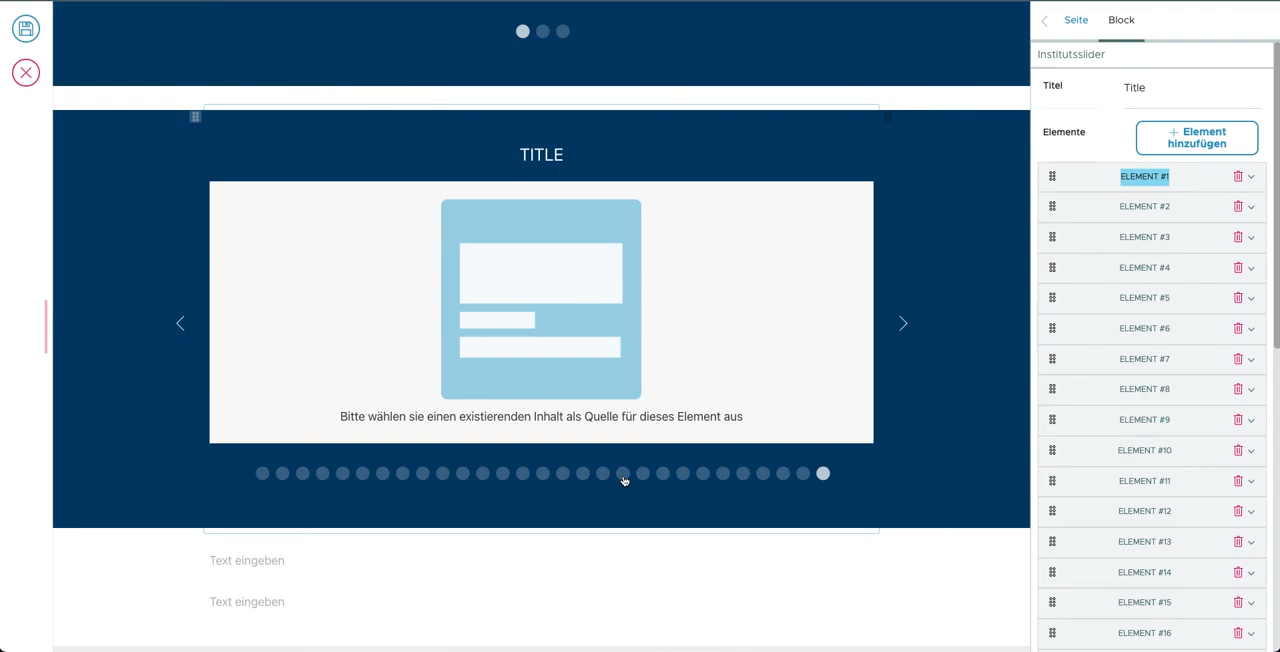 Seite
Block
Institutsslider
Titel
Title
Elemente
+ Element
hinzufügen
ELEMENT #1
ELEMENT #2
ELEMENT #3
ELEMENT #4
ELEMENT #5
ELEMENT #6
ELEMENT #7
ELEMENT #8
ELEMENT #9
ELEMENT #10
ELEMENT #11
ELEMENT #12
ELEMENT #13
ELEMENT #14
ELEMENT #15
ELEMENT #16
TITLE
Bitte wählen sie einen existierenden Inhalt als Quelle für dieses Element aus
Text eingeben
Text eingeben